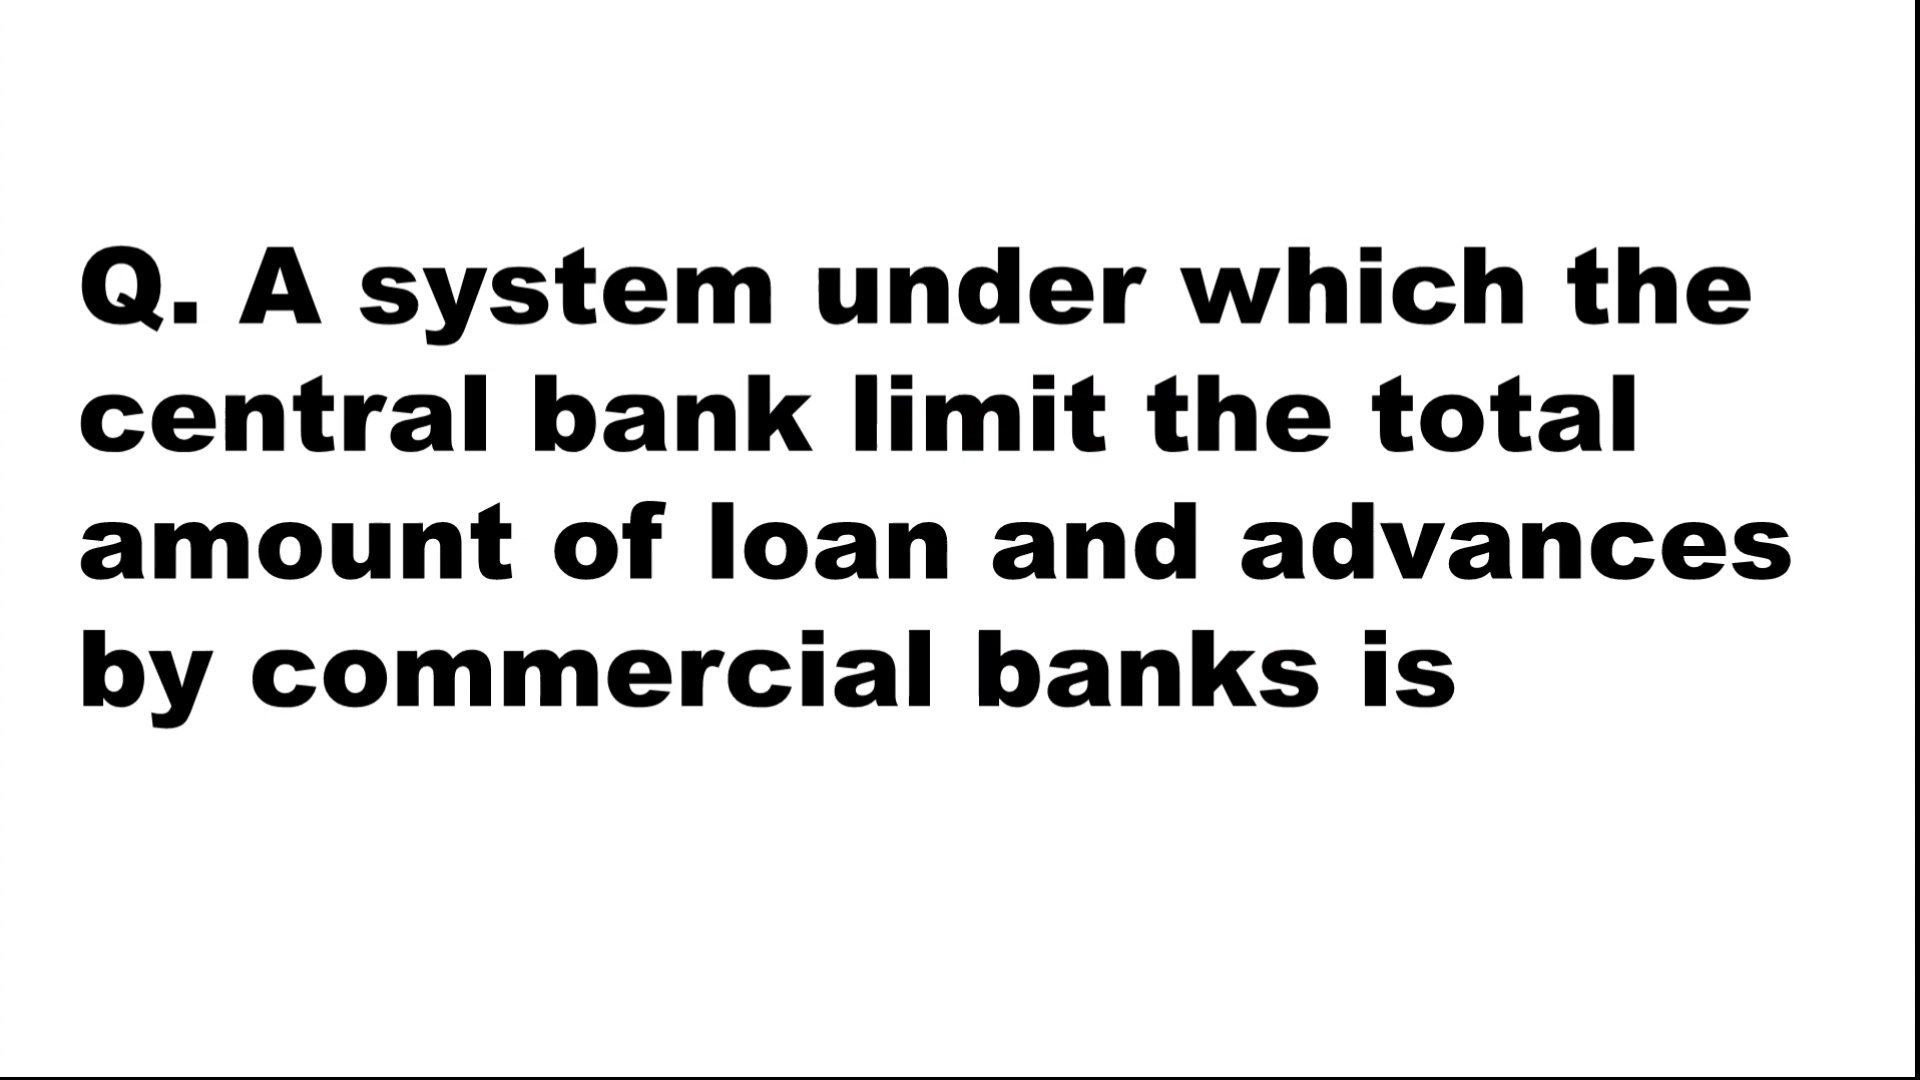 Q. A system under which the
central bank limit the total
amount of loan and advances
by commercial banks is